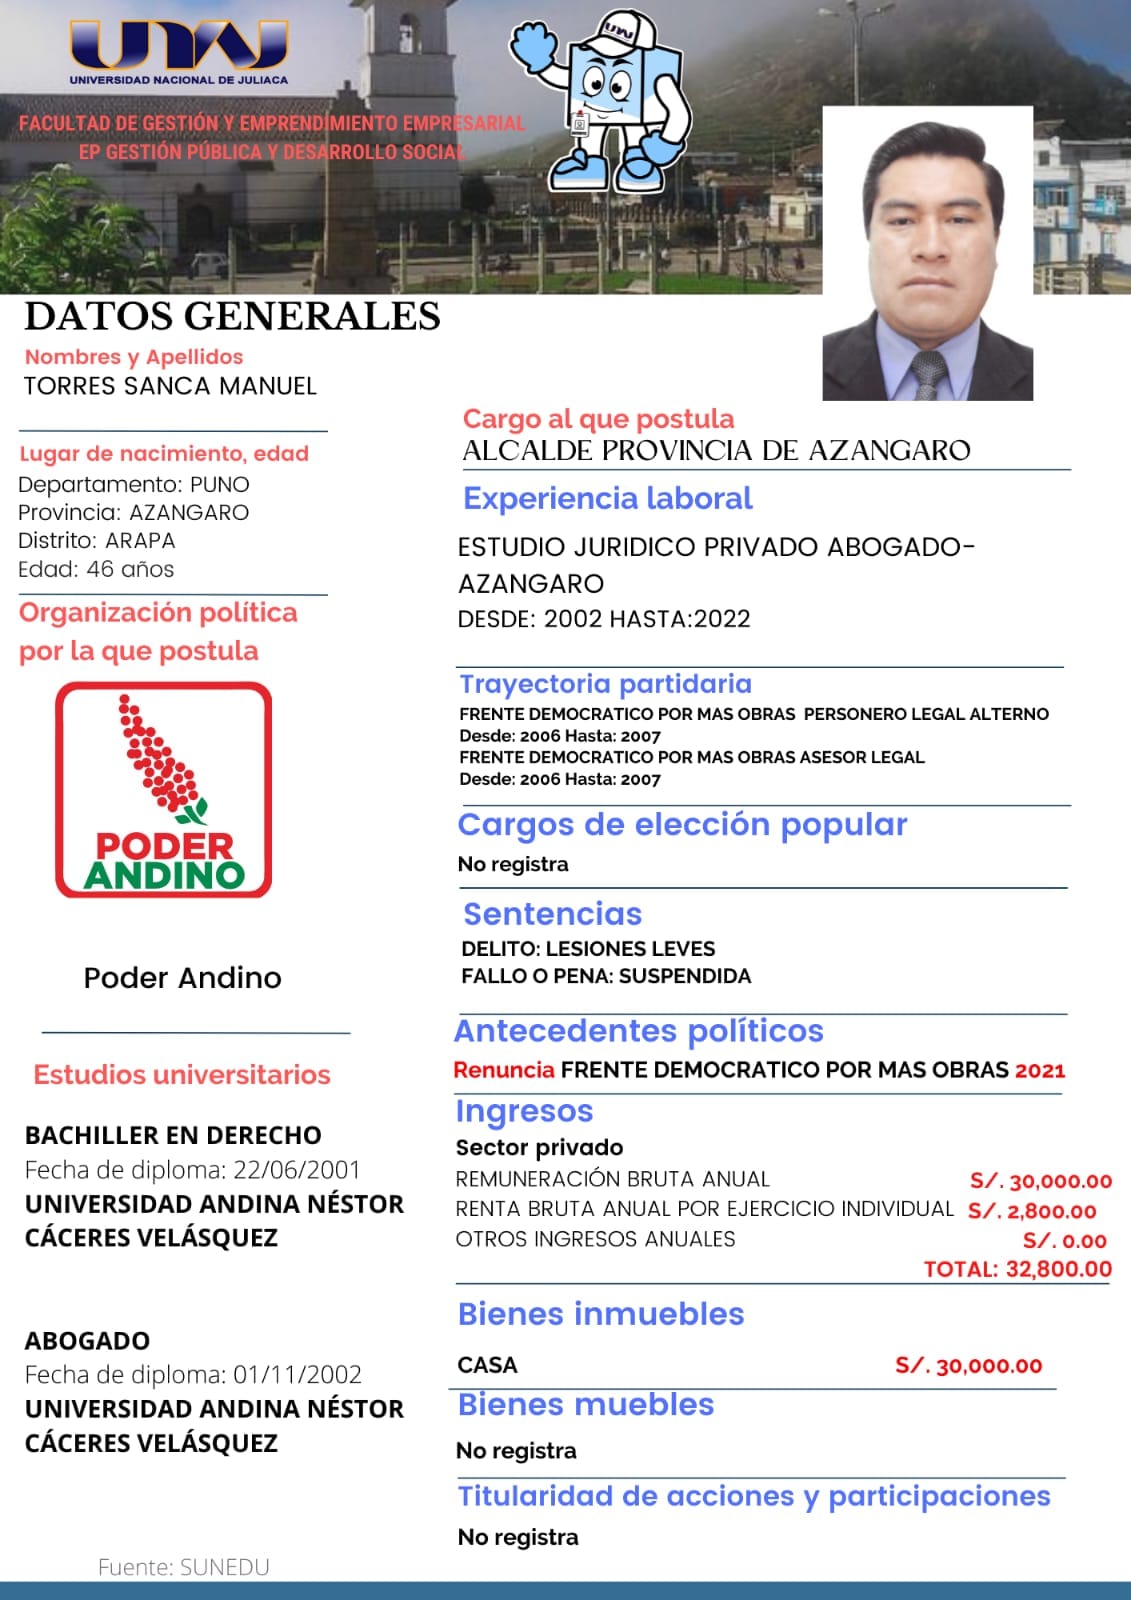 UNAJ
UNIVERSIDAD NACIONAL DE JULIACA
FACULTAD DE GESTIÓN Y EMPRENDIMIENTO EMPRESARIAL
EP GESTIÓN PÚBLICA Y DESARROLLO SOCIAL
DATOS GENERALES
Nombres y Apellidos
TORRES SANCA MANUEL
Lugar de nacimiento, edad
Departamento: PUNO
Provincia: AZANGARO
Distrito: ARAPA
Edad: 46 años
Organización política
por la que postula
PODER
ANDINO
Poder Andino
Estudios universitarios
BACHILLER EN DERECHO
Fecha de diploma: 22/06/2001
UNIVERSIDAD ANDINA NÉSTOR
CÁCERES VELÁSQUEZ
ABOGADO
Fecha de diploma: 01/11/2002
UNIVERSIDAD ANDINA NÉSTOR
CÁCERES VELÁSQUEZ
Fuente: SUNEDU
Cargo al que postula
ALCALDE PROVINCIA DE AZANGARO
Experiencia laboral
ESTUDIO JURIDICO PRIVADO ABOGADO-
AZANGARO
DESDE: 2002 HASTA:2022
Trayectoria partidaria
FRENTE DEMOCRATICO POR MAS OBRAS PERSONERO LEGAL ALTERNO
Desde: 2006 Hasta: 2007
FRENTE DEMOCRATICO POR MAS OBRAS ASESOR LEGAL
Desde: 2006 Hasta: 2007
Cargos de elección popular
No registra
Sentencias
DELITO: LESIONES LEVES
FALLO O PENA: SUSPENDIDA
Antecedentes políticos
Renuncia FRENTE DEMOCRATICO POR MAS OBRAS 2021
Ingresos
Sector privado
REMUNERACIÓN BRUTA ANUAL S/. 30,000.00
RENTA BRUTA ANUAL POR EJERCICIO INDIVIDUAL S/. 2,800.00
OTROS INGRESOS ANUALES S/. 0.00
TOTAL: 32,800.00
Bienes inmuebles
CASA S/. 30,000.00
Bienes muebles
No registra
Titularidad de acciones y participaciones
No registra